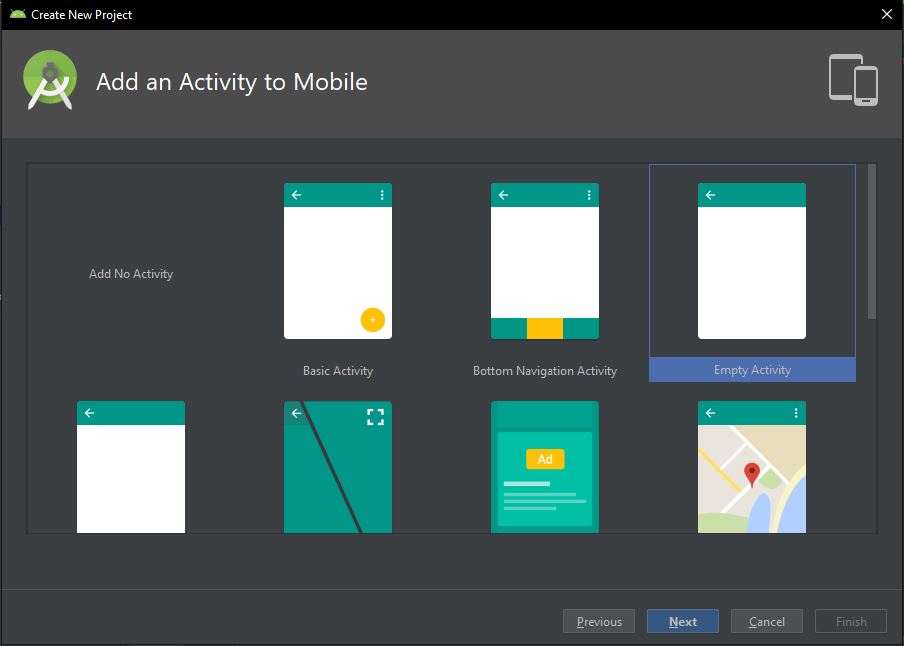 Create New Project
Add an Activity to Mobile
Add No Activity
Basic Activity
Bottom Navigation Activity
Empty Activity
Ad
Previous
Next
Cancel
Finish